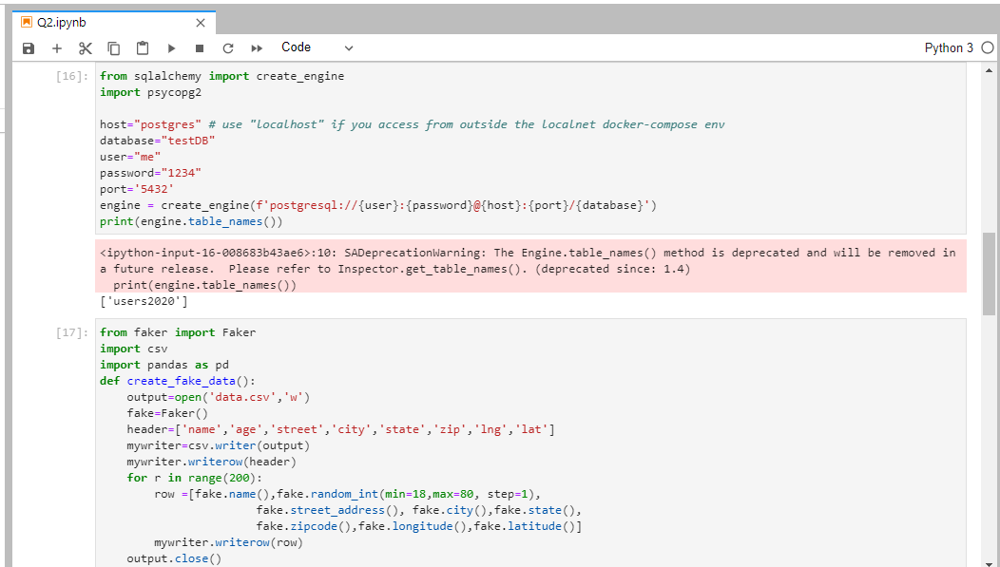 Q2.ipynb
Code
Python 3
[16]:
from sqlalchemy import create_engine
import psycopg2
host="postgres" # use "localhost" if you access from outside the localnet docker-compose env
database="testDB"
user="me"
password="1234"
port='5432'
engine = create_engine(f'postgresql://{user}:{password}@{host}:{port}/{database}')
print(engine.table_names())
<ipython-input-16-008683b43ae6>:10: SADeprecationWarning: The Engine.table_names() method is deprecated and will be removed in
a future release.  Please refer to Inspector.get_table_names(). (deprecated since: 1.4)
  print(engine.table_names())
['users2020']
[17]:
from faker import Faker
import csv
import pandas as pd
def create_fake_data():
    output=open('data.csv','w')
    fake=Faker()
    header=['name','age','street','city','state','zip','lng','lat']
    mywriter=csv.writer(output)
    mywriter.writerow(header)
    for r in range(200):
        row =[fake.name(),fake.random_int(min=18,max=80, step=1),
                       fake.street_address(), fake.city(),fake.state(),
                       fake.zipcode(),fake.longitude(),fake.latitude()]
        mywriter.writerow(row)
    output.close()